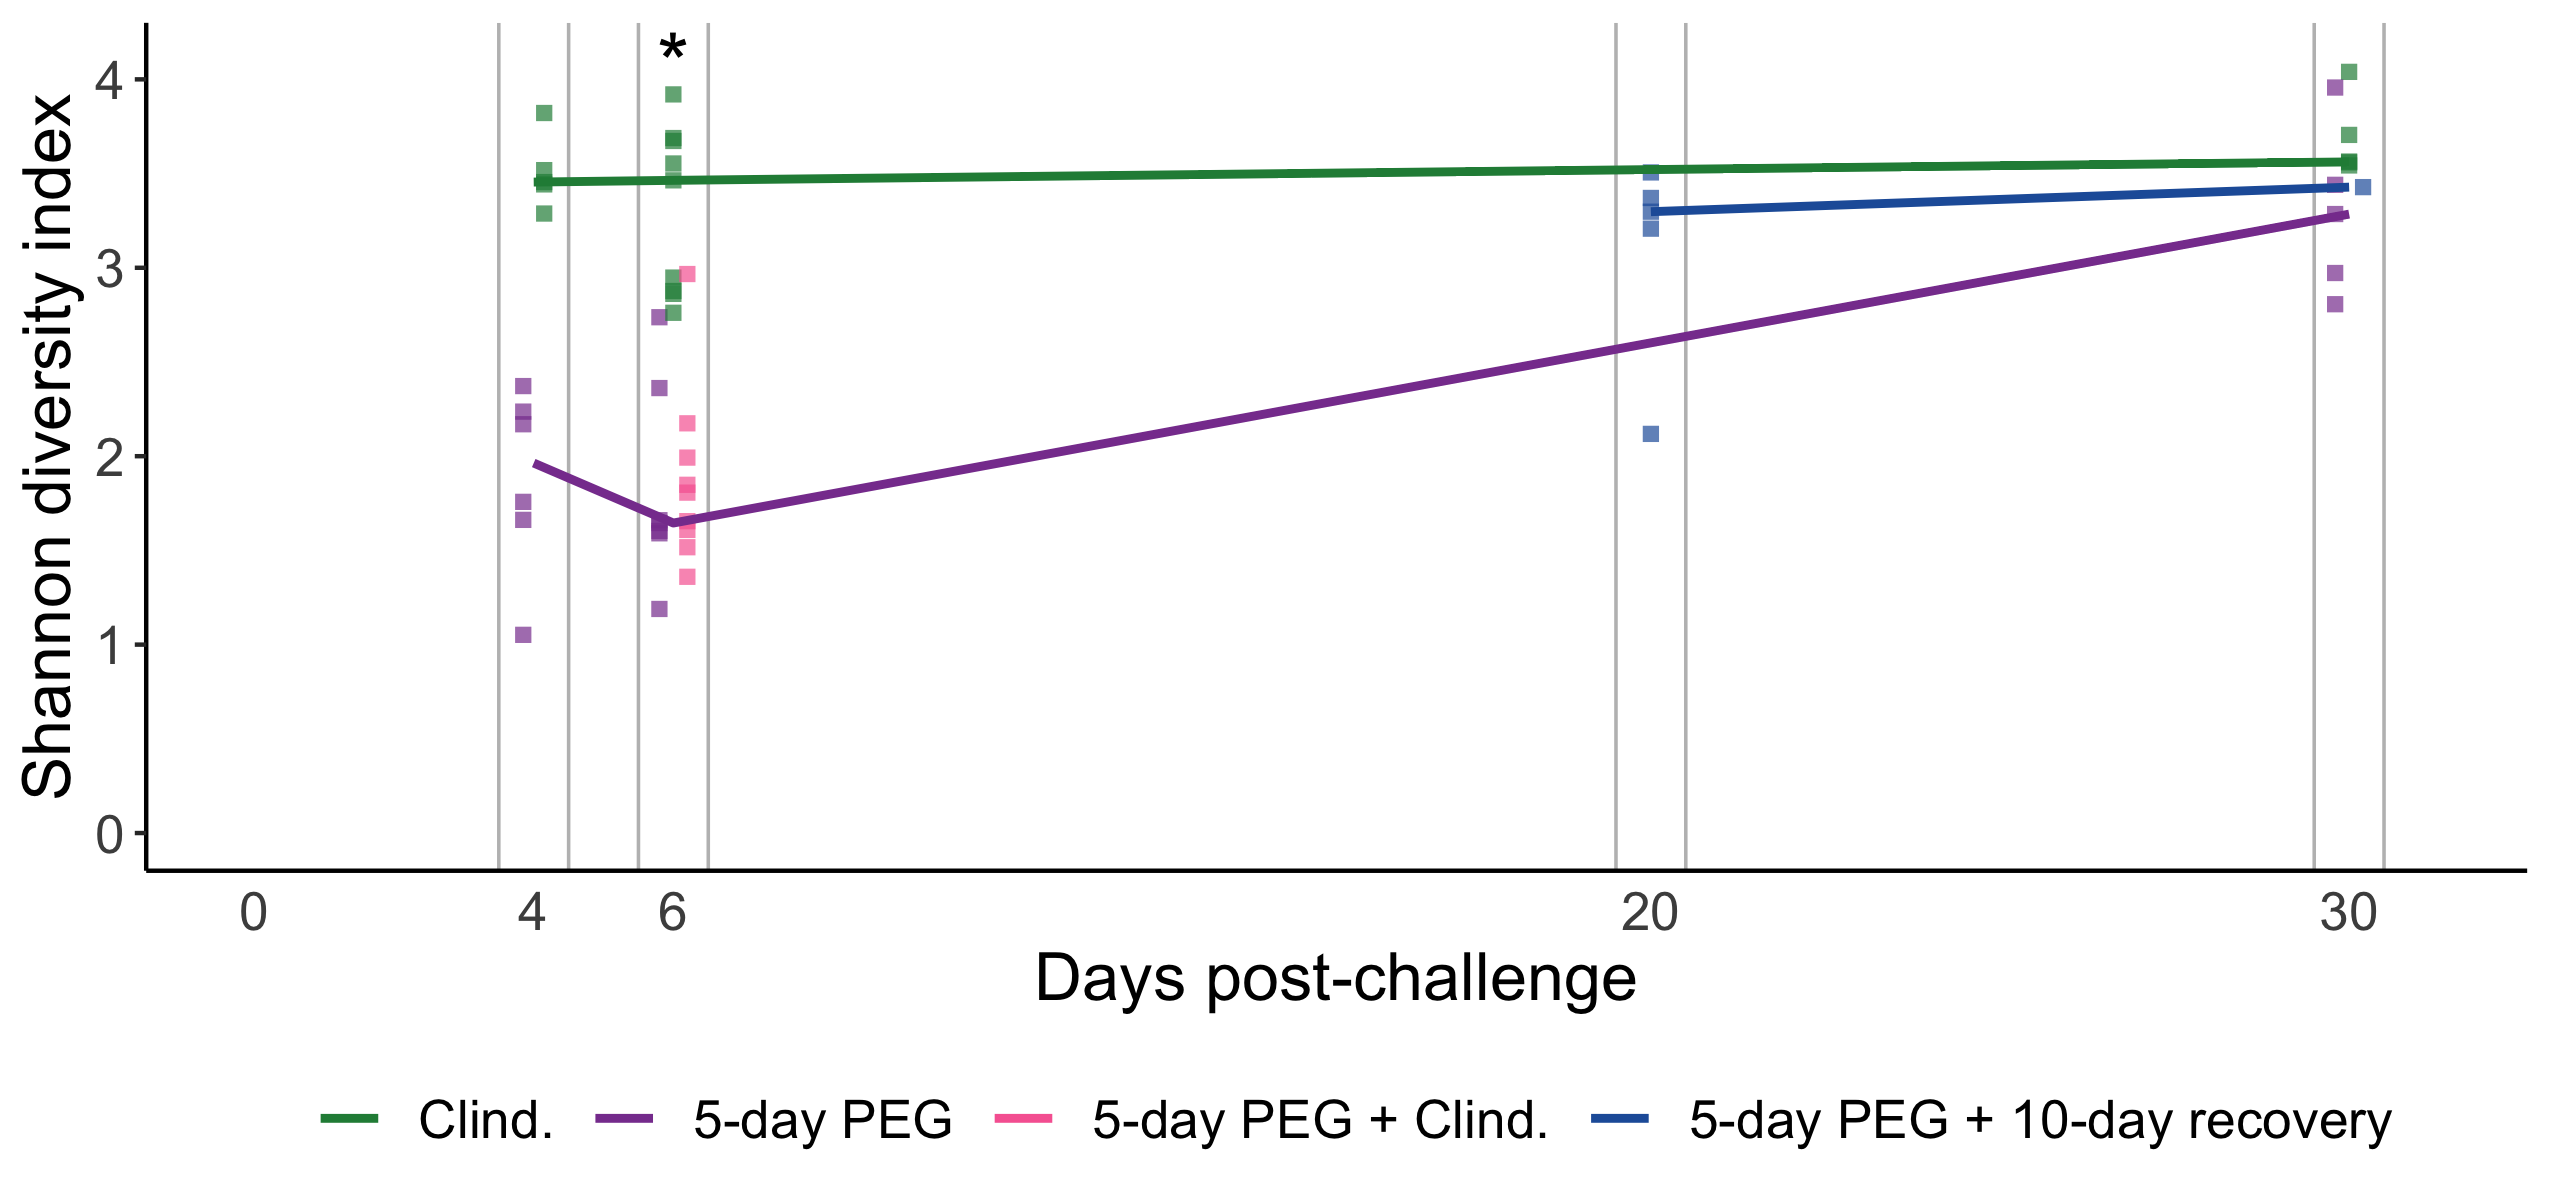 *
Shannon diversity index
4
3
2
1
0
0 4 6 20 30
Days post-challenge
Clind. 5-day PEG 5-day PEG + Clind. 5-day PEG + 10-day recovery